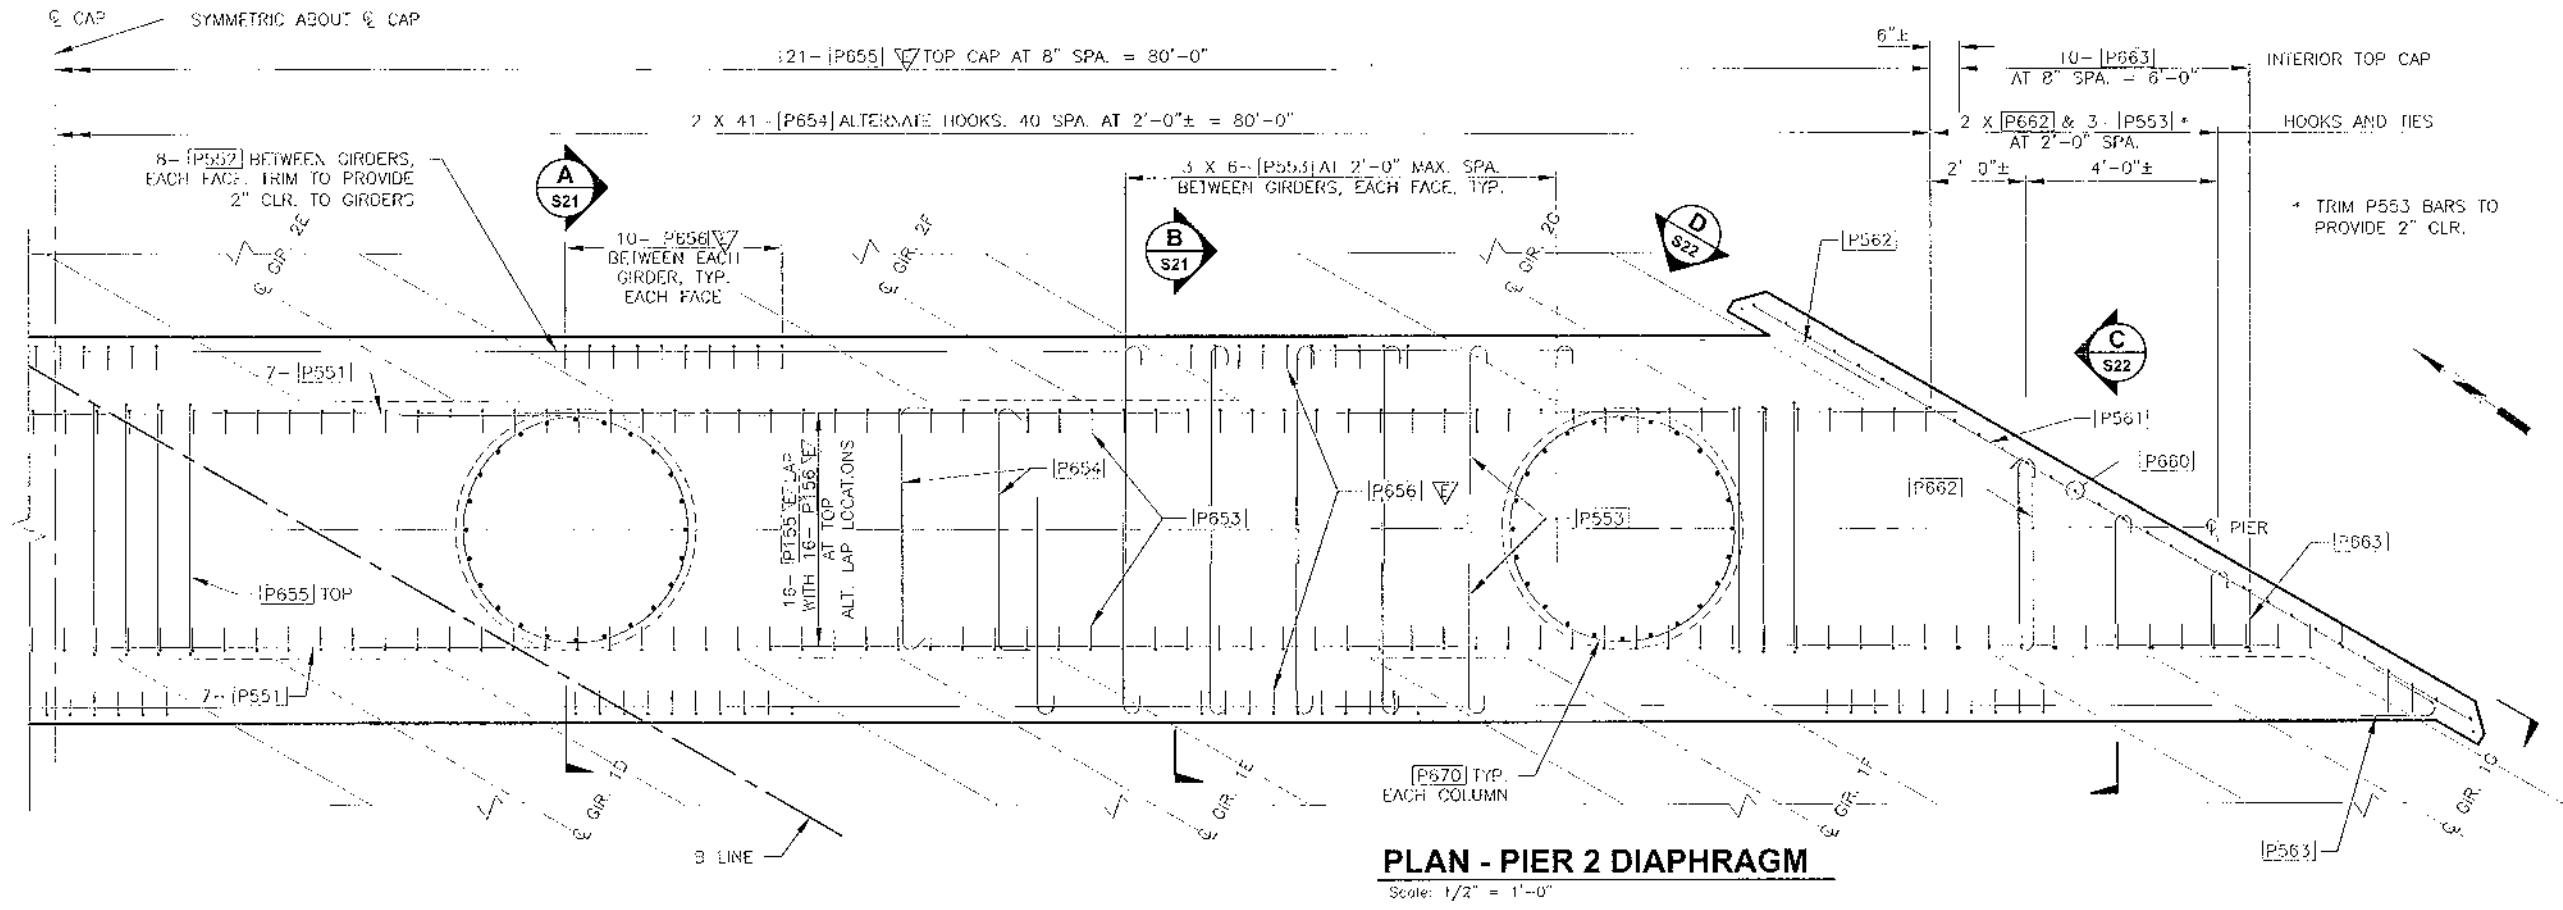 ℄ CAP
SYMMETRIC ABOUT ℄ CAP
121- P655 E TOP CAP AT 8" SPA. = 80'-0"
6"±
10- P663
AT 8" SPA. = 6'-0"
INTERIOR TOP CAP
2 X 41 - P654 ALTERNATE HOOKS. 40 SPA. AT 2'-0"± = 80'-0"
2 X P662 & 3- P553 *
AT 2'-0" SPA.
HOOKS AND TIES
8- P552 BETWEEN GIRDERS,
EACH FACE. TRIM TO PROVIDE
2" CLR. TO GIRDERS
A
S21
3 X 6- P553 AT 2'-0" MAX. SPA.
BETWEEN GIRDERS, EACH FACE, TYP.
2'-0"±
4'-0"±
* TRIM P553 BARS TO
PROVIDE 2" CLR.
℄ GIR. 2E
10- P656 E
BETWEEN EACH
GIRDER, TYP.
EACH FACE
℄ GIR. 2F
B
S21
℄ GIR. 2G
D
S22
P562
C
S22
7- P551
P561
P660
P654
P656 E
P662
P653
P553
℄ PIER
P663
16- P155 E LAP
WITH 16- P156 E
AT TOP
ALT. LAP LOCATIONS
P655 TOP
7- P551
℄ GIR. 1D
℄ GIR. 1E
P670 TYP.
EACH COLUMN
℄ GIR. 1F
℄ GIR. 1G
B LINE
P563
PLAN - PIER 2 DIAPHRAGM
Scale: 1/2" = 1'-0"